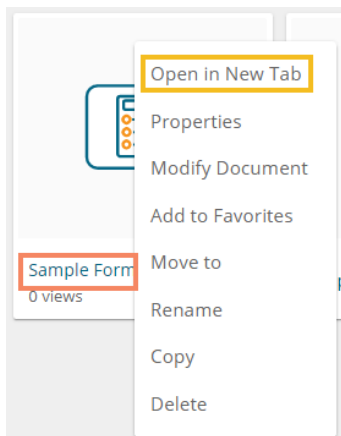 Open in New Tab
Properties
Modify Document
Add to Favorites
Move to
Rename
Copy
Delete
Sample Form
0 views